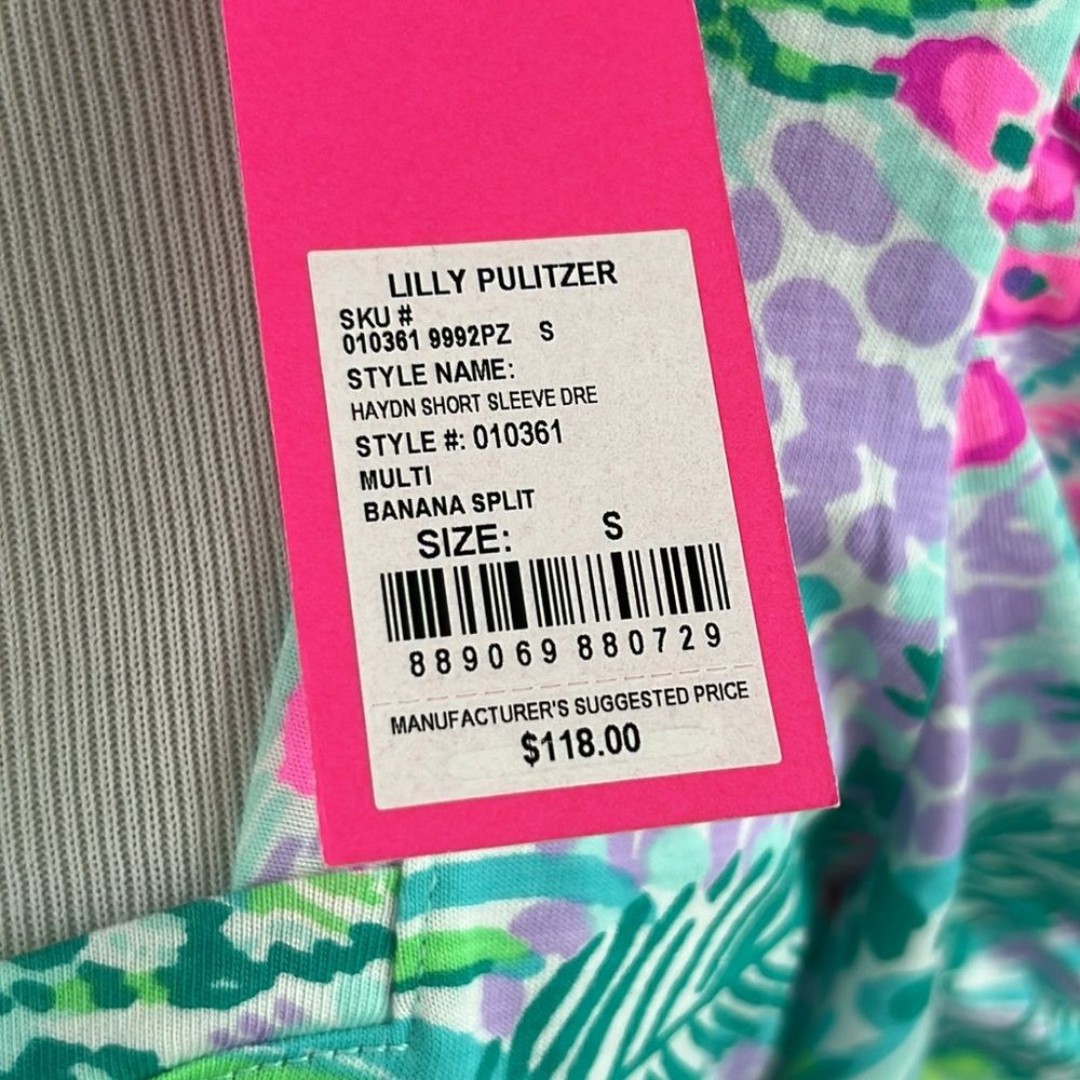 LILLY PULITZER
SKU #
010361 9992PZ S
STYLE NAME:
HAYDN SHORT SLEEVE DRE
STYLE #: 010361
MULTI
BANANA SPLIT
SIZE: S
889069 880729
MANUFACTURER'S SUGGESTED PRICE
$118.00